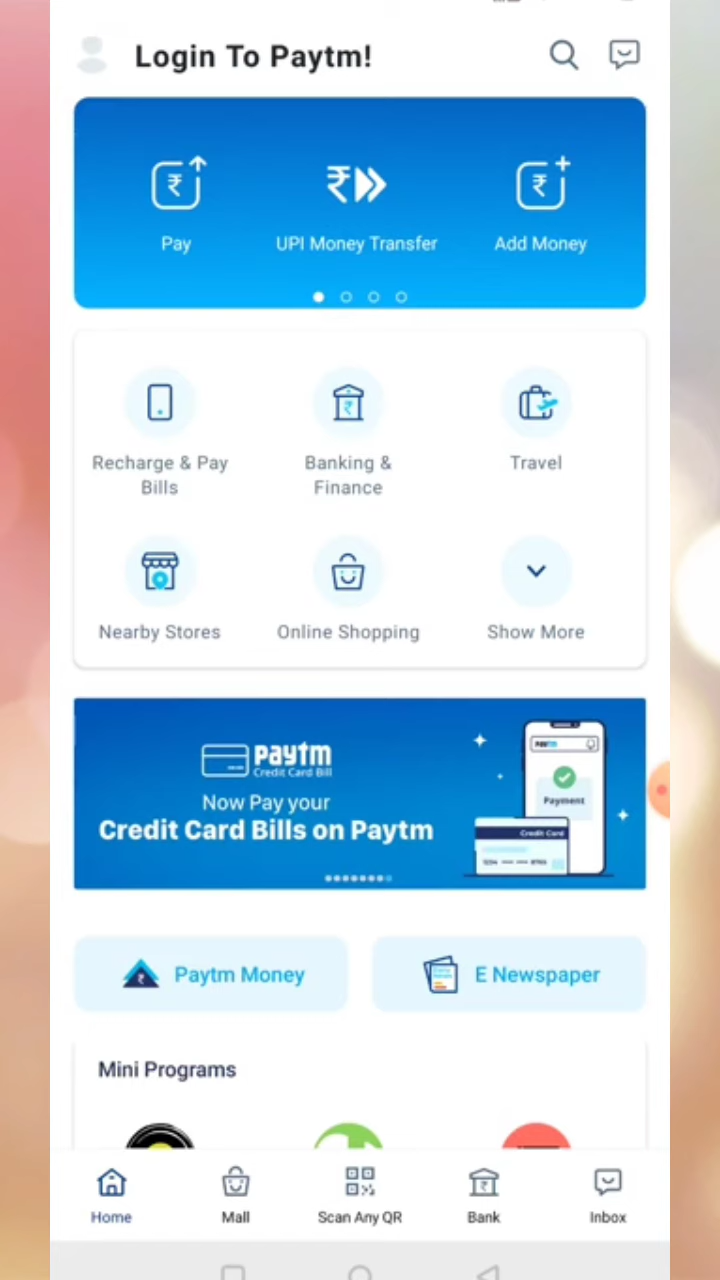 Login To Paytm!
Pay
UPI Money Transfer
Add Money
Recharge & Pay
Bills
Banking &
Finance
Travel
Nearby Stores
Online Shopping
Show More
paytm
Credit Card Bill
Now Pay your
Credit Card Bills on Paytm
paytm
Payment
Credit Card
Paytm Money
E Newspaper
Mini Programs
Home
Mall
Scan Any QR
Bank
Inbox